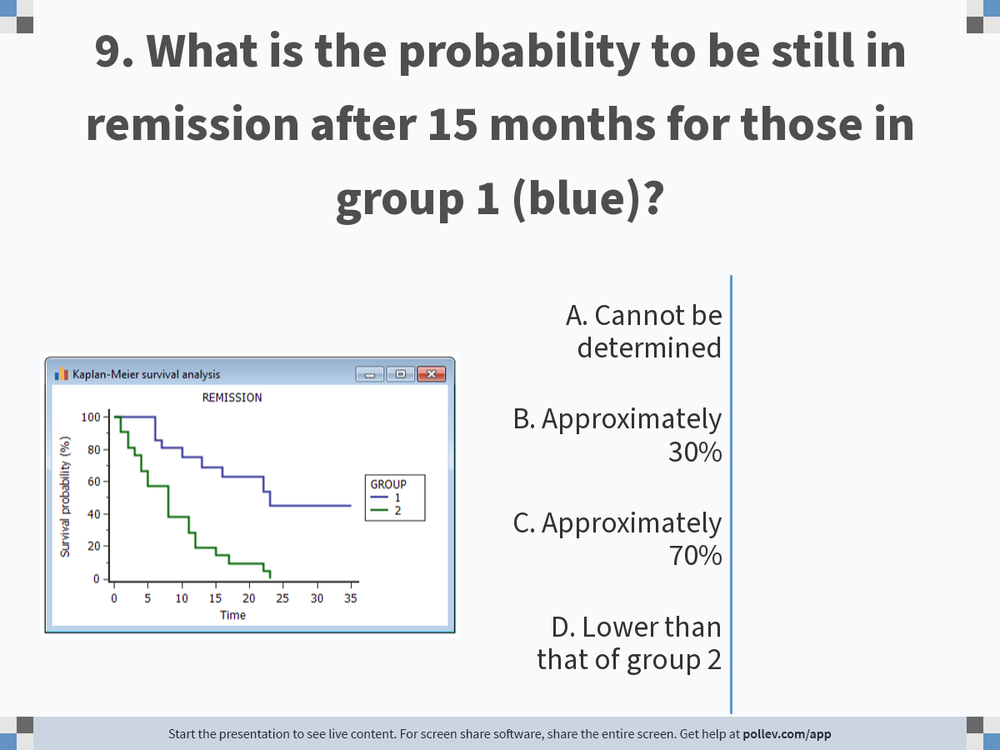 9. What is the probability to be still in
remission after 15 months for those in
group 1 (blue)?
A. Cannot be
determined
B. Approximately
30%
C. Approximately
70%
D. Lower than
that of group 2
Kaplan-Meier survival analysis
REMISSION
Survival probability (%)
100
80
60
40
20
0
0 5 10 15 20 25 30 35
Time
GROUP
1
2
Start the presentation to see live content. For screen share software, share the entire screen. Get help at pollev.com/app